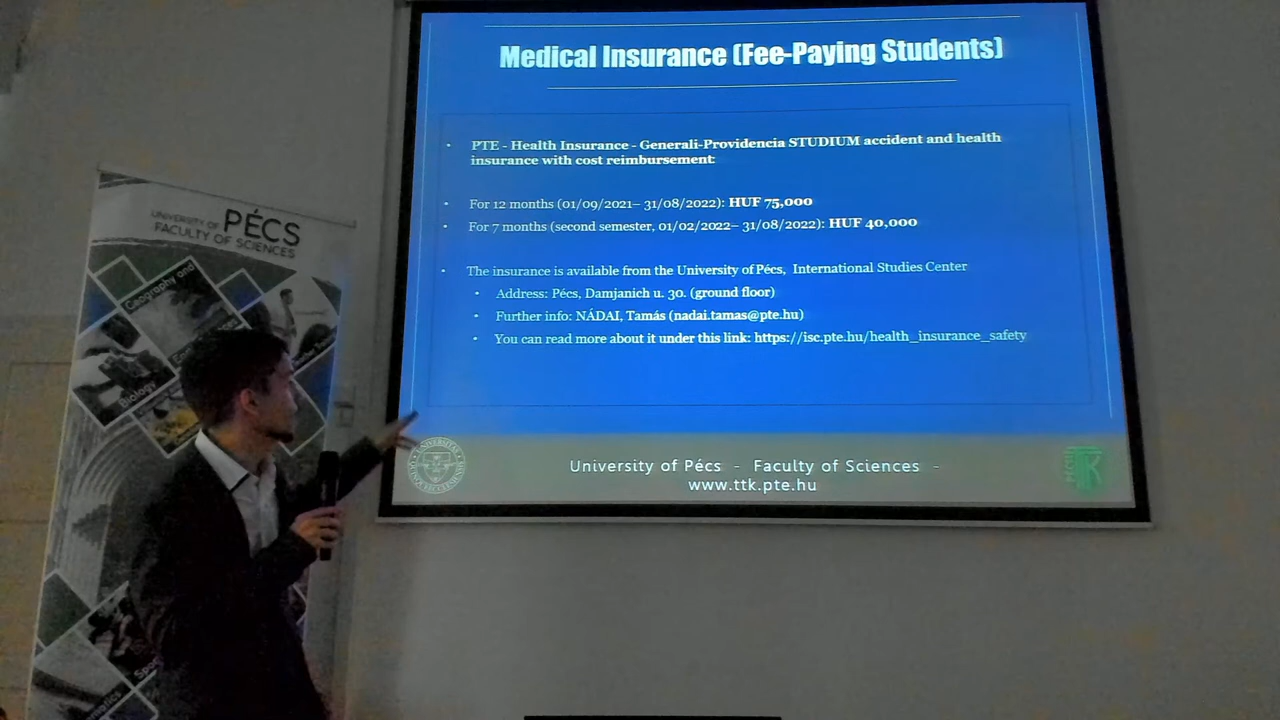 Medical Insurance (Fee-Paying Students)
• PTE - Health Insurance - Generali-Providencia STUDIUM accident and health
insurance with cost reimbursement:
• For 12 months (01/09/2021– 31/08/2022): HUF 75,000
• For 7 months (second semester, 01/02/2022– 31/08/2022): HUF 40,000
• The insurance is available from the University of Pécs, International Studies Center
• Address: Pécs, Damjanich u. 30. (ground floor)
• Further info: NÁDAI, Tamás (nadai.tamas@pte.hu)
• You can read more about it under this link: https://isc.pte.hu/health_insurance_safety
University of Pécs - Faculty of Sciences -
www.ttk.pte.hu
UNIVERSITY OF PÉCS
FACULTY OF SCIENCES
Geography and
Biology